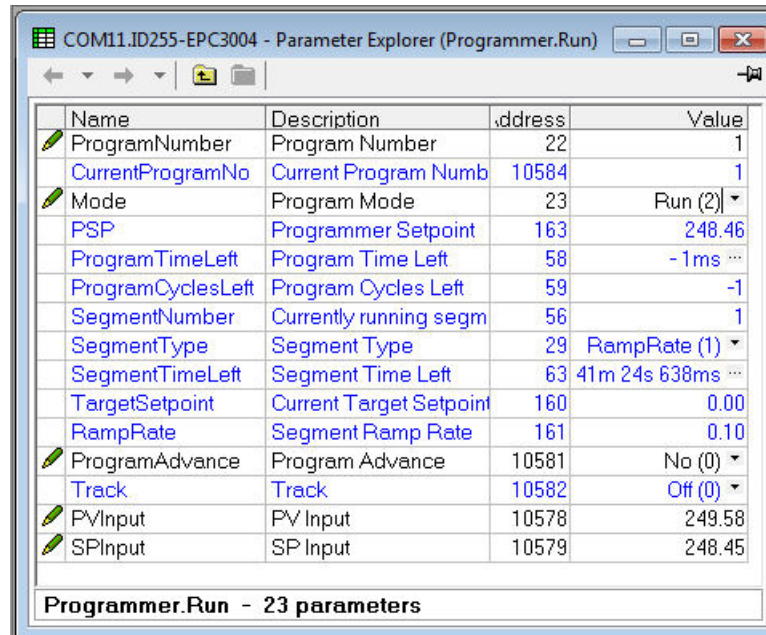 COM11.ID255-EPC3004 - Parameter Explorer (Programmer.Run)
Name Description Address Value
ProgramNumber Program Number 22 1
CurrentProgramNo Current Program Numb 10584 1
Mode Program Mode 23 Run (2)
PSP Programmer Setpoint 163 248.46
ProgramTimeLeft Program Time Left 58 -1ms ...
ProgramCyclesLeft Program Cycles Left 59 -1
SegmentNumber Currently running segm 56 1
SegmentType Segment Type 29 RampRate (1)
SegmentTimeLeft Segment Time Left 63 41m 24s 638ms ...
TargetSetpoint Current Target Setpoint 160 0.00
RampRate Segment Ramp Rate 161 0.10
ProgramAdvance Program Advance 10581 No (0)
Track Track 10582 Off (0)
PVInput PV Input 10578 249.58
SPInput SP Input 10579 248.45
Programmer.Run - 23 parameters